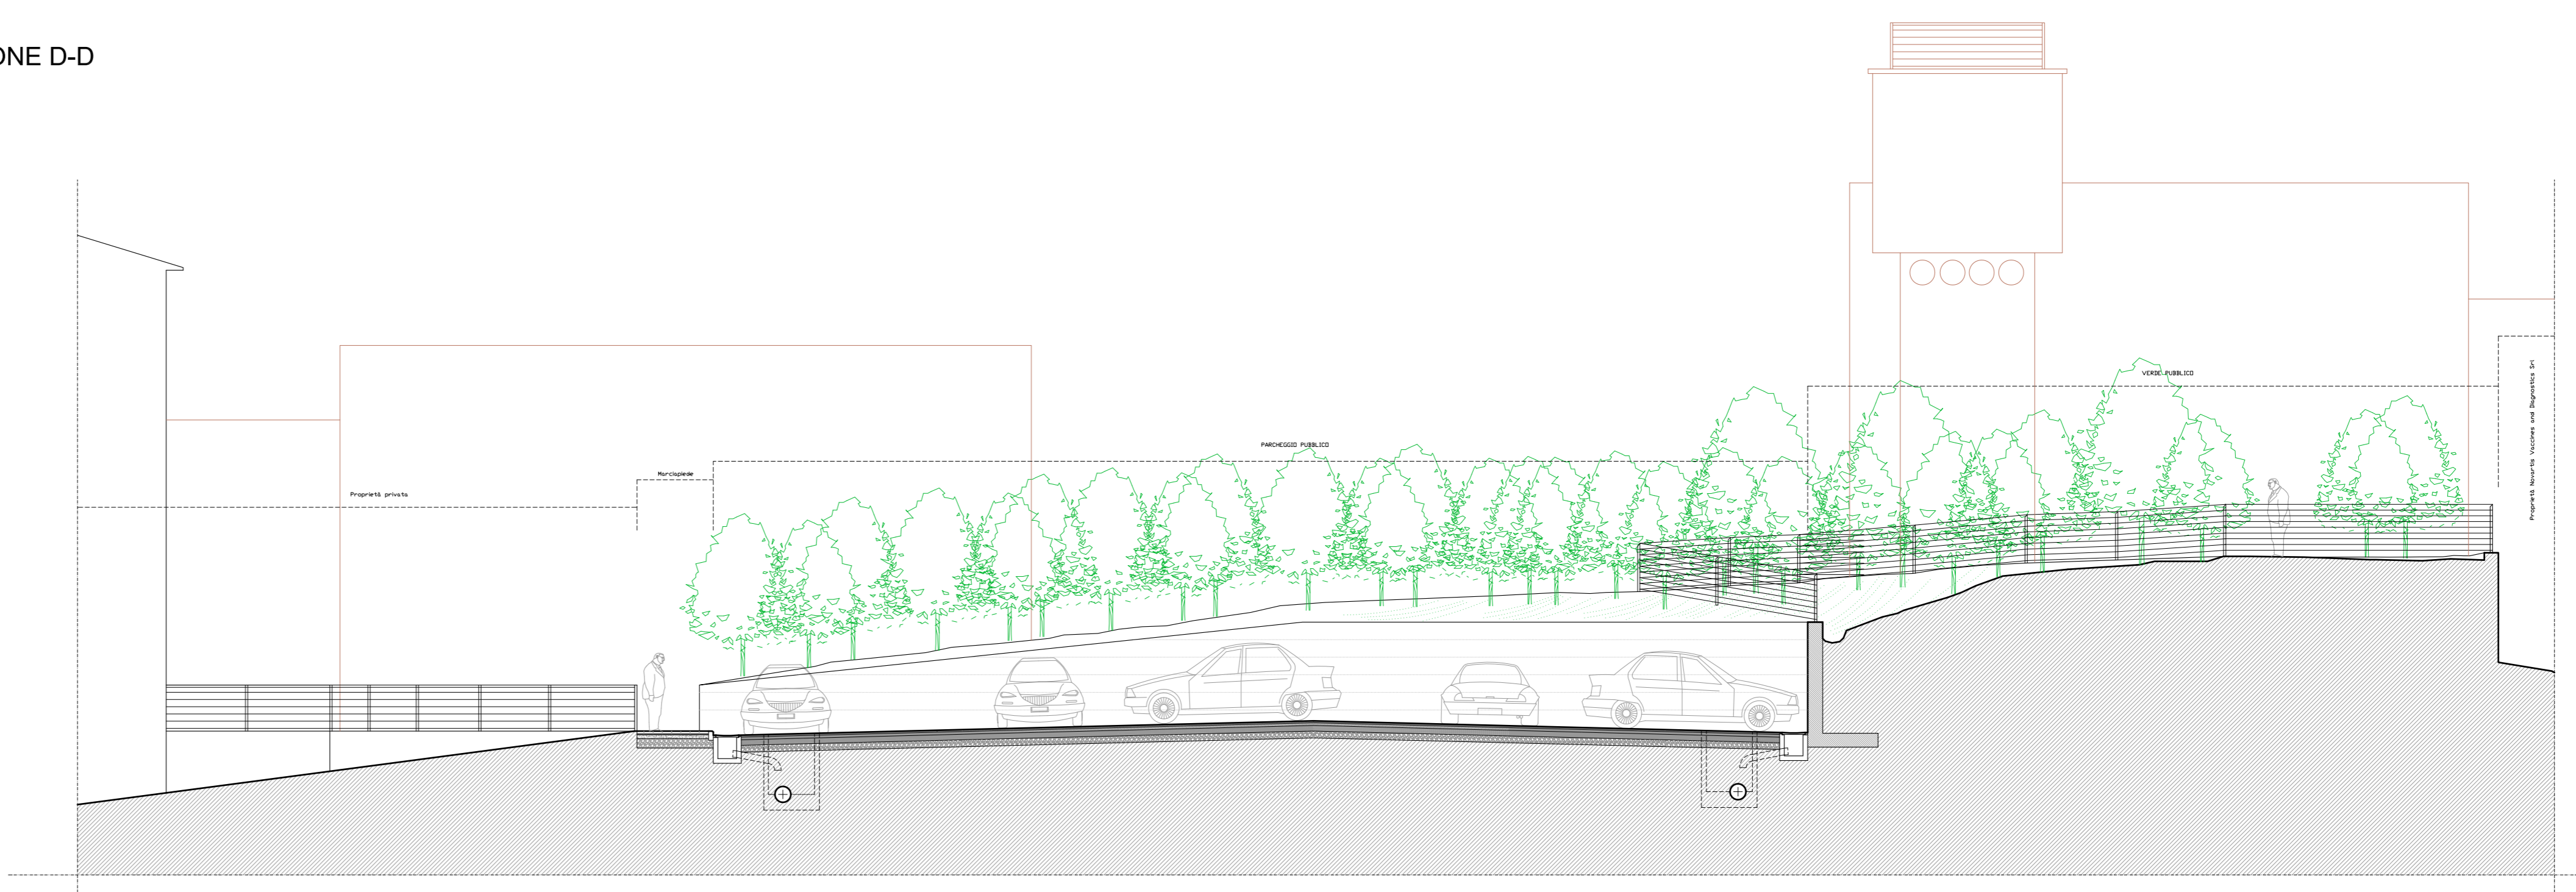 ONE D-D
VERDE PUBBLICO
PARCHEGGIO PUBBLICO
Marciapiede
Proprietà privata
Proprietà Novartis Vaccines and Diagnostics Srl